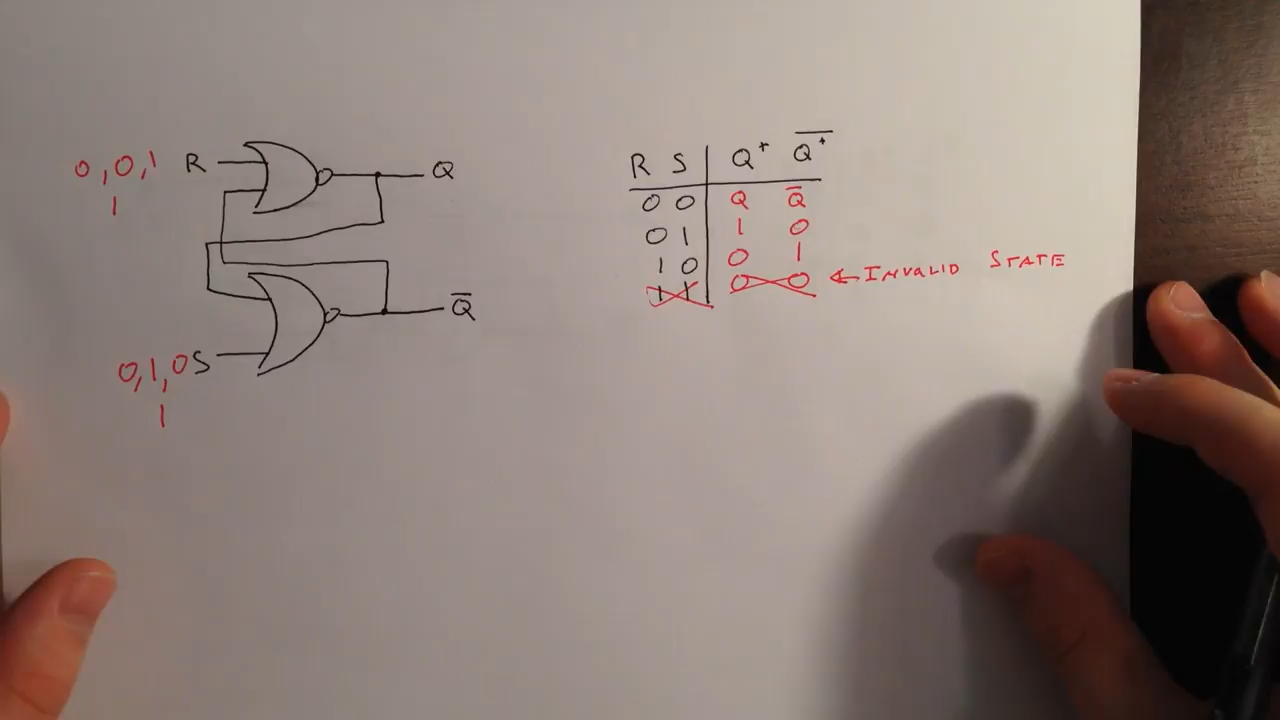 0,0,1 R Q
1
Q̅
0,1,0 S
1
R S Q⁺ Q̅⁺
0 0 Q Q̅
0 1 1 0
1 0 0 1
1 1 0 0 ← INVALID STATE